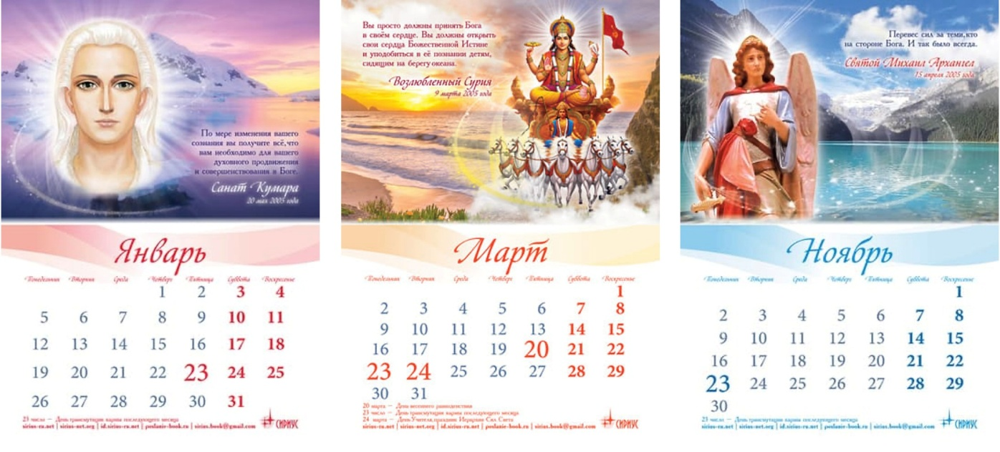 По мере изменения вашего
сознания вы получите всё,что
вам необходимо для вашего
духовного продвижения
и совершенствования в Боге.
Санат Кумара
20 мая 2005 года
Январь
Понедельник Вторник Среда Четверг Пятница Суббота Воскресение
1 2 3 4
5 6 7 8 9 10 11
12 13 14 15 16 17 18
19 20 21 22 23 24 25
26 27 28 29 30 31
23 число — День трансмутации кармы последующего месяца
sirius-ru.net | sirius-net.org | id.sirius-ru.net | poslanie-book.ru | sirius.book@gmail.com
СИРИУС
Вы просто должны принять Бога
в своём сердце. Вы должны открыть
свои сердца Божественной Истине
и уподобиться в её познании детям,
сидящим на берегу океана.
Возлюбленный Сурия
9 марта 2005 года
Март
Понедельник Вторник Среда Четверг Пятница Суббота Воскресение
1
2 3 4 5 6 7 8
9 10 11 12 13 14 15
16 17 18 19 20 21 22
23 24 25 26 27 28 29
30 31
20 марта — День весеннего равноденствия
23 число — День трансмутации кармы последующего месяца
24 марта — День Учителя, праздник Иерархии Сил Света
sirius-ru.net | sirius-net.org | id.sirius-ru.net | poslanie-book.ru | sirius.book@gmail.com
СИРИУС
Перевес сил за теми,кто
на стороне Бога. И так было всегда.
Святой Михаил Архангел
15 апреля 2005 года
Ноябрь
Понедельник Вторник Среда Четверг Пятница Суббота Воскресение
1
2 3 4 5 6 7 8
9 10 11 12 13 14 15
16 17 18 19 20 21 22
23 24 25 26 27 28 29
30
23 число — День трансмутации кармы последующего месяца
sirius-ru.net | sirius-net.org | id.sirius-ru.net | poslanie-book.ru | sirius.book@gmail.com
СИРИУС